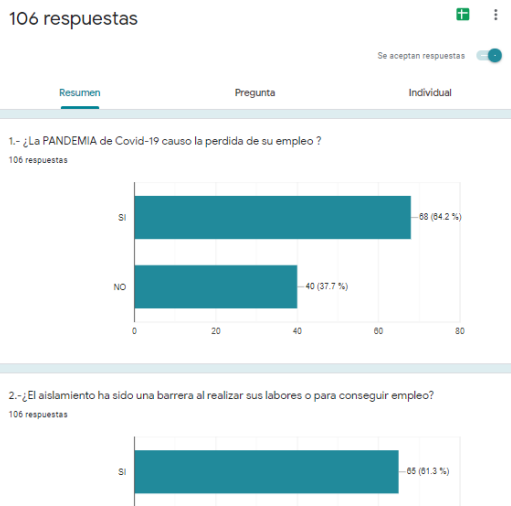 106 respuestas
Se aceptan respuestas
Resumen Pregunta Individual
1.- ¿La PANDEMIA de Covid-19 causo la perdida de su empleo ?
106 respuestas
SI 68 (64.2 %)
NO 40 (37.7 %)
0 20 40 60 80
2.-¿El aislamiento ha sido una barrera al realizar sus labores o para conseguir empleo?
106 respuestas
SI 65 (61.3 %)